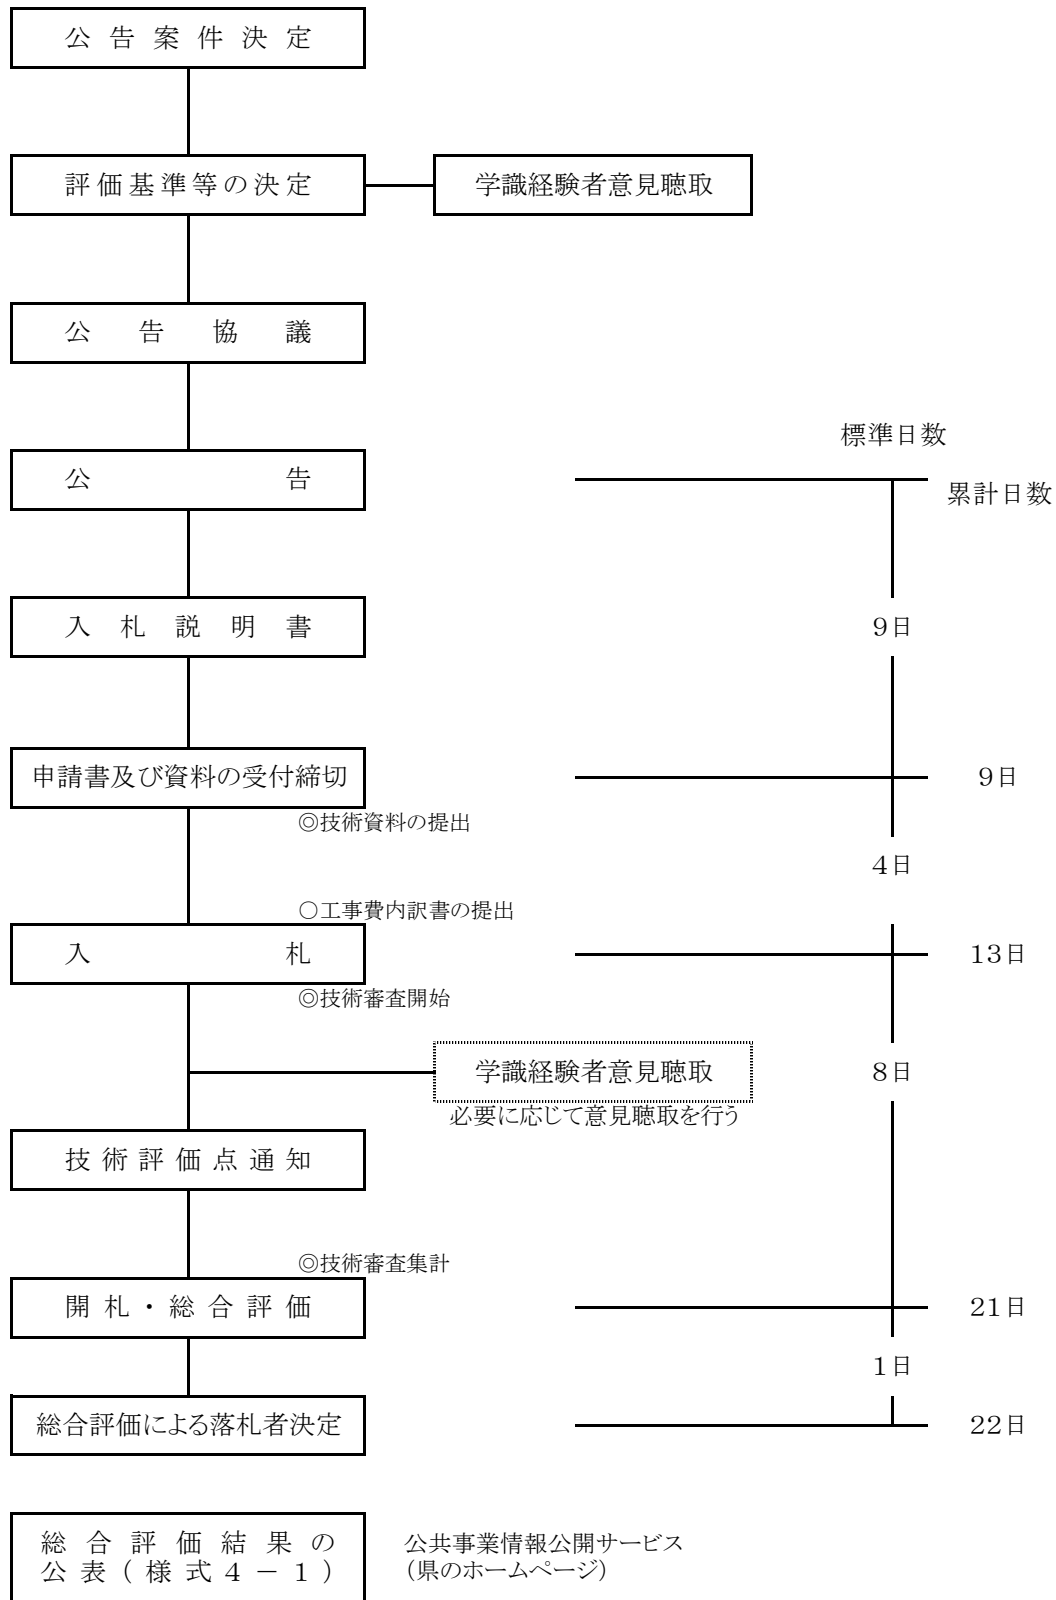 公告案件決定
評価基準等の決定 学識経験者意見聴取
公告協議
標準日数
公告
累計日数
入札説明書 9日
申請書及び資料の受付締切 9日
◎技術資料の提出
4日
○工事費内訳書の提出
入札 13日
◎技術審査開始
学識経験者意見聴取 8日
必要に応じて意見聴取を行う
技術評価点通知
◎技術審査集計
開札・総合評価 21日
1日
総合評価による落札者決定 22日
総合評価結果の 公共事業情報公開サービス
公表(様式4－1) (県のホームページ)